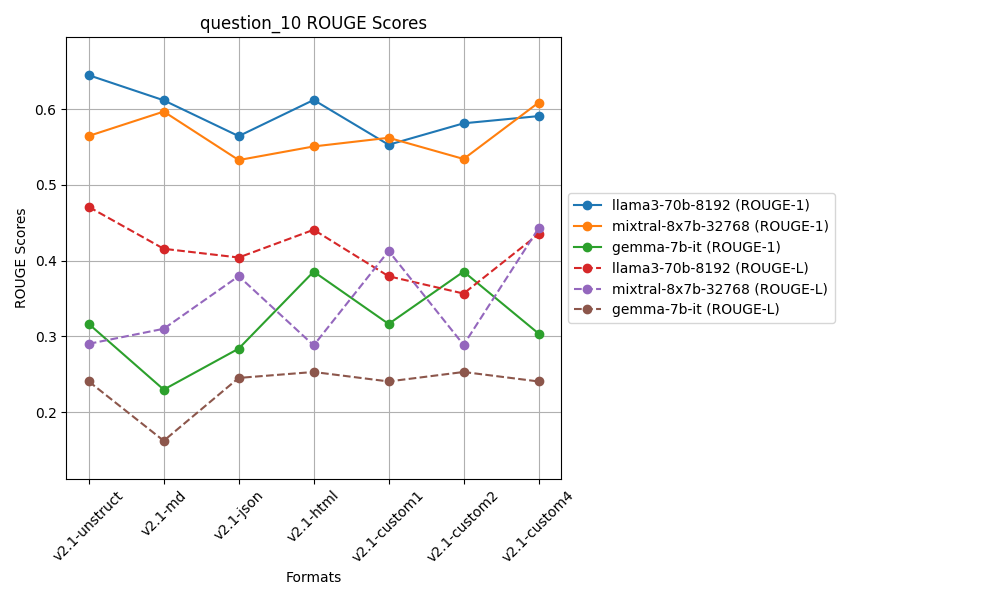 question_10 ROUGE Scores
ROUGE Scores
0.6
0.5
0.4
0.3
0.2
v2.1-unstruct
v2.1-md
v2.1-json
v2.1-html
v2.1-custom1
v2.1-custom2
v2.1-custom4
Formats
llama3-70b-8192 (ROUGE-1)
mixtral-8x7b-32768 (ROUGE-1)
gemma-7b-it (ROUGE-1)
llama3-70b-8192 (ROUGE-L)
mixtral-8x7b-32768 (ROUGE-L)
gemma-7b-it (ROUGE-L)